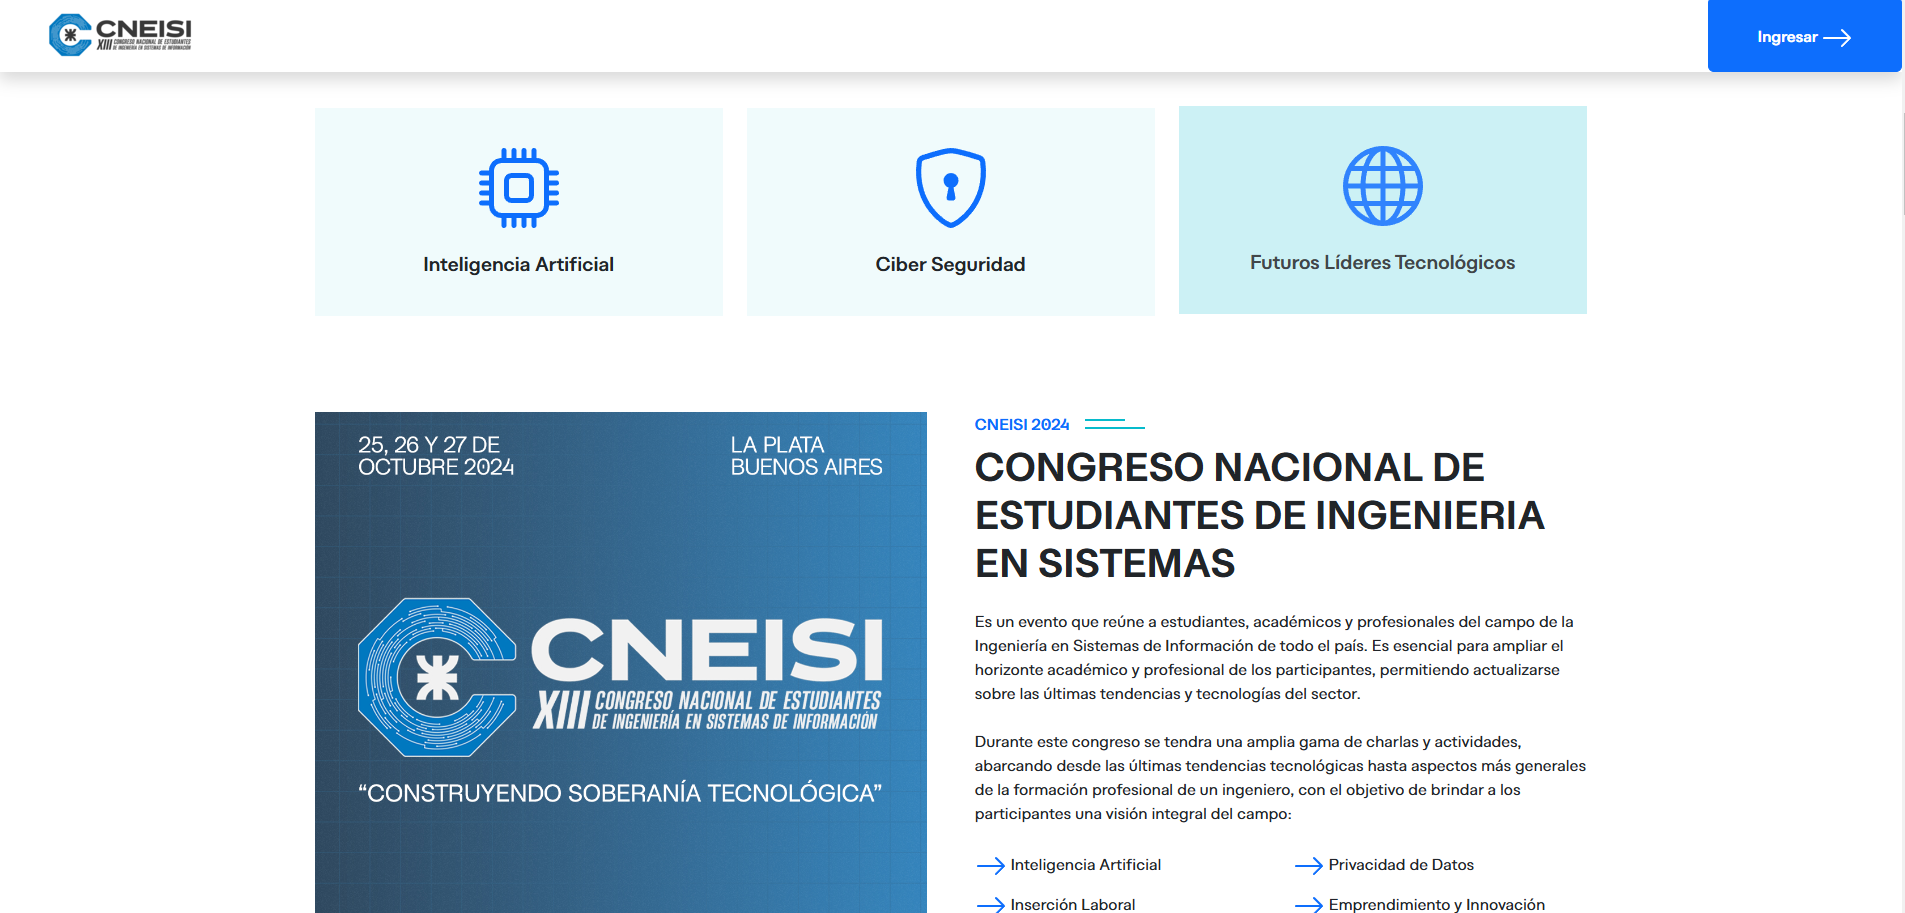 CNEISI
XIII CONGRESO NACIONAL DE ESTUDIANTES
DE INGENIERÍA EN SISTEMAS DE INFORMACIÓN
Ingresar
Inteligencia Artificial
Ciber Seguridad
Futuros Líderes Tecnológicos
25, 26 Y 27 DE
OCTUBRE 2024
LA PLATA
BUENOS AIRES
CNEISI
XIII CONGRESO NACIONAL DE ESTUDIANTES
DE INGENIERÍA EN SISTEMAS DE INFORMACIÓN
“CONSTRUYENDO SOBERANÍA TECNOLÓGICA”
CNEISI 2024
CONGRESO NACIONAL DE
ESTUDIANTES DE INGENIERIA
EN SISTEMAS
Es un evento que reúne a estudiantes, académicos y profesionales del campo de la
Ingeniería en Sistemas de Información de todo el país. Es esencial para ampliar el
horizonte académico y profesional de los participantes, permitiendo actualizarse
sobre las últimas tendencias y tecnologías del sector.
Durante este congreso se tendra una amplia gama de charlas y actividades,
abarcando desde las últimas tendencias tecnológicas hasta aspectos más generales
de la formación profesional de un ingeniero, con el objetivo de brindar a los
participantes una visión integral del campo:
Inteligencia Artificial
Privacidad de Datos
Inserción Laboral
Emprendimiento y Innovación